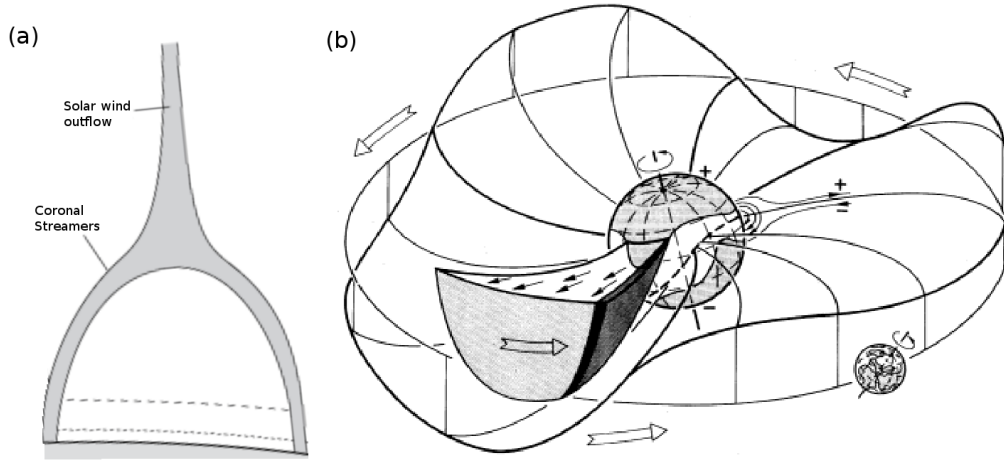 (a)
Solar wind
outflow
Coronal
Streamers
(b)
+
+
−
−